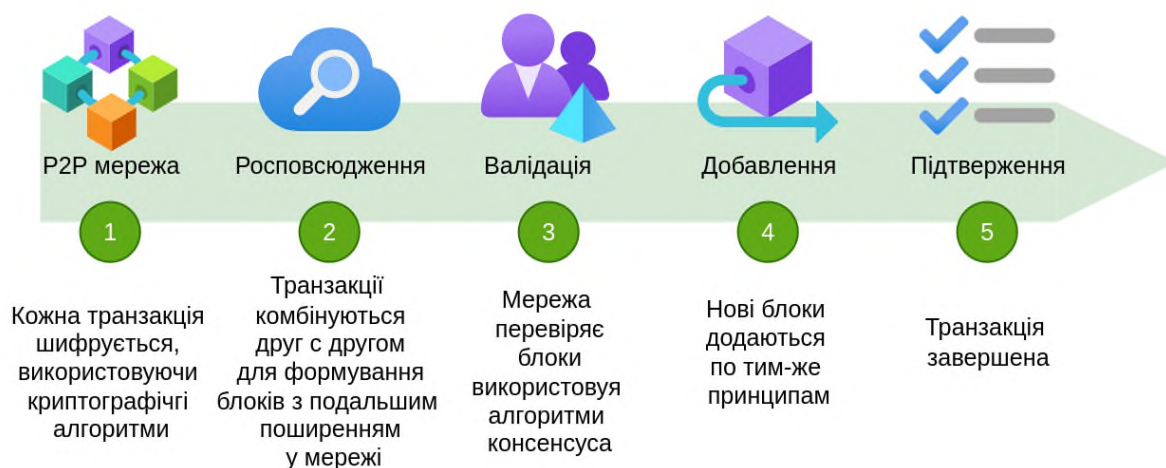 P2P мережа
Росповсюдження
Валідація
Добавлення
Підтверження
1
2
3
4
5
Кожна транзакція
шифрується,
використовуючи
криптографічгі
алгоритми
Транзакції
комбінуються
друг с другом
для формування
блоків з подальшим
поширенням
у мережі
Мережа
перевіряє
блоки
використовуя
алгоритми
консенсуса
Нові блоки
додаються
по тим-же
принципам
Транзакція
завершена